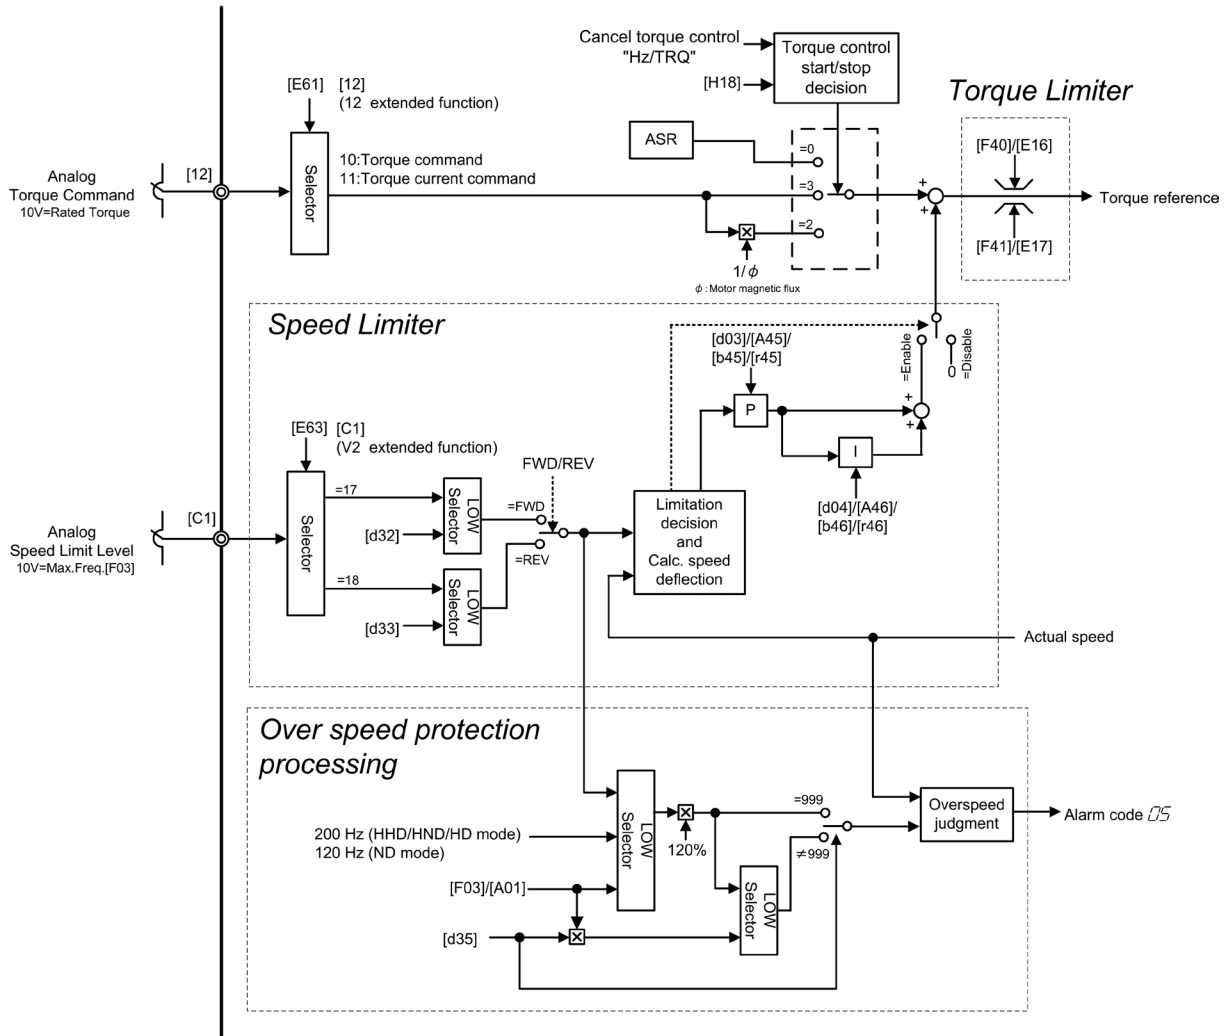 Cancel torque control
"Hz/TRQ"
[H18]
Torque control
start/stop
decision
Torque Limiter
[E61]
[12]
(12 extended function)
ASR
[F40]/[E16]
Analog
Torque Command
10V=Rated Torque
[12]
Selector
10:Torque command
11:Torque current command
=0
=3
=2
+
+
Torque reference
[F41]/[E17]
1/ϕ
ϕ : Motor magnetic flux
Speed Limiter
[d03]/[A45]/
[b45]/[r45]
=Enable
=Disable
0
P
+
+
I
[d04]/[A46]/
[b46]/[r46]
[E63]
[C1]
(V2 extended function)
FWD/REV
=17
LOW
Selector
=FWD
[d32]
=REV
Analog
Speed Limit Level
10V=Max.Freq.[F03]
[C1]
Selector
=18
LOW
Selector
[d33]
Limitation
decision
and
Calc. speed
deflection
Actual speed
Over speed protection
processing
200 Hz (HHD/HND/HD mode)
120 Hz (ND mode)
LOW
Selector
120%
=999
≠999
Overspeed
judgment
Alarm code OS
[F03]/[A01]
LOW
Selector
[d35]